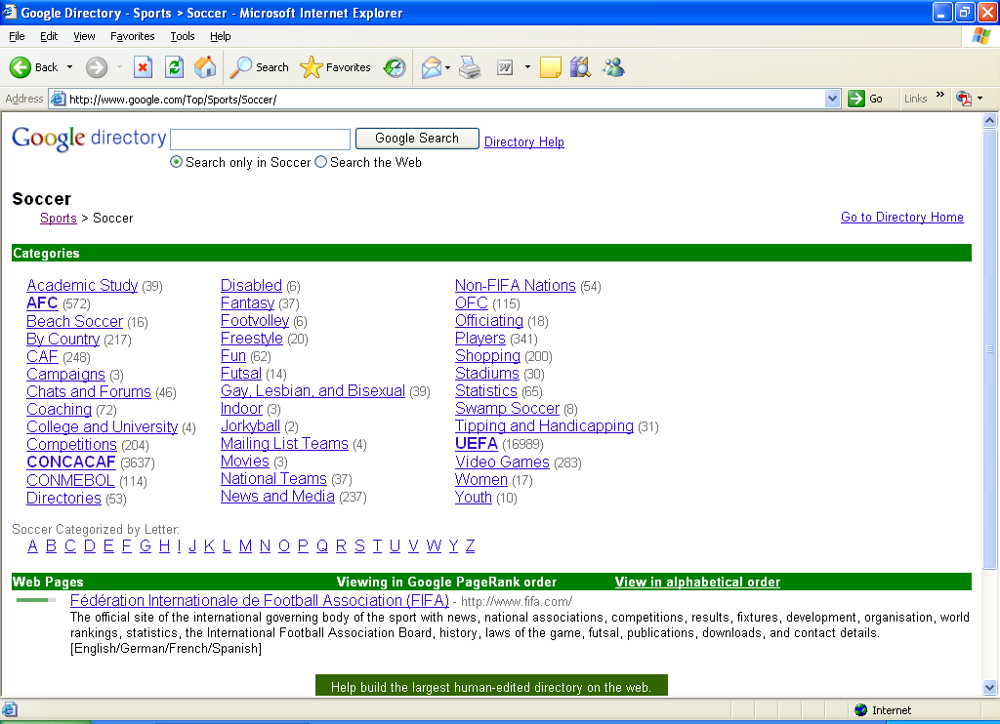 Google Directory - Sports > Soccer - Microsoft Internet Explorer
File Edit View Favorites Tools Help
Back Search Favorites
Address http://www.google.com/Top/Sports/Soccer/ Go Links »
Google directory Google Search Directory Help
Search only in Soccer Search the Web
Soccer
Sports > Soccer Go to Directory Home
Categories
Academic Study (39) Disabled (6) Non-FIFA Nations (54)
AFC (572) Fantasy (37) OFC (115)
Beach Soccer (16) Footvolley (6) Officiating (18)
By Country (217) Freestyle (20) Players (341)
CAF (248) Fun (62) Shopping (200)
Campaigns (3) Futsal (14) Stadiums (30)
Chats and Forums (46) Gay, Lesbian, and Bisexual (39) Statistics (65)
Coaching (72) Indoor (3) Swamp Soccer (8)
College and University (4) Jorkyball (2) Tipping and Handicapping (31)
Competitions (204) Mailing List Teams (4) UEFA (16989)
CONCACAF (3637) Movies (3) Video Games (283)
CONMEBOL (114) National Teams (37) Women (17)
Directories (53) News and Media (237) Youth (10)
Soccer Categorized by Letter:
A B C D E F G H I J K L M N O P Q R S T U V W Y Z
Web Pages Viewing in Google PageRank order View in alphabetical order
Fédération Internationale de Football Association (FIFA) - http://www.fifa.com/
The official site of the international governing body of the sport with news, national associations, competitions, results, fixtures, development, organisation, world
rankings, statistics, the International Football Association Board, history, laws of the game, futsal, publications, downloads, and contact details.
[English/German/French/Spanish]
Help build the largest human-edited directory on the web.
Internet